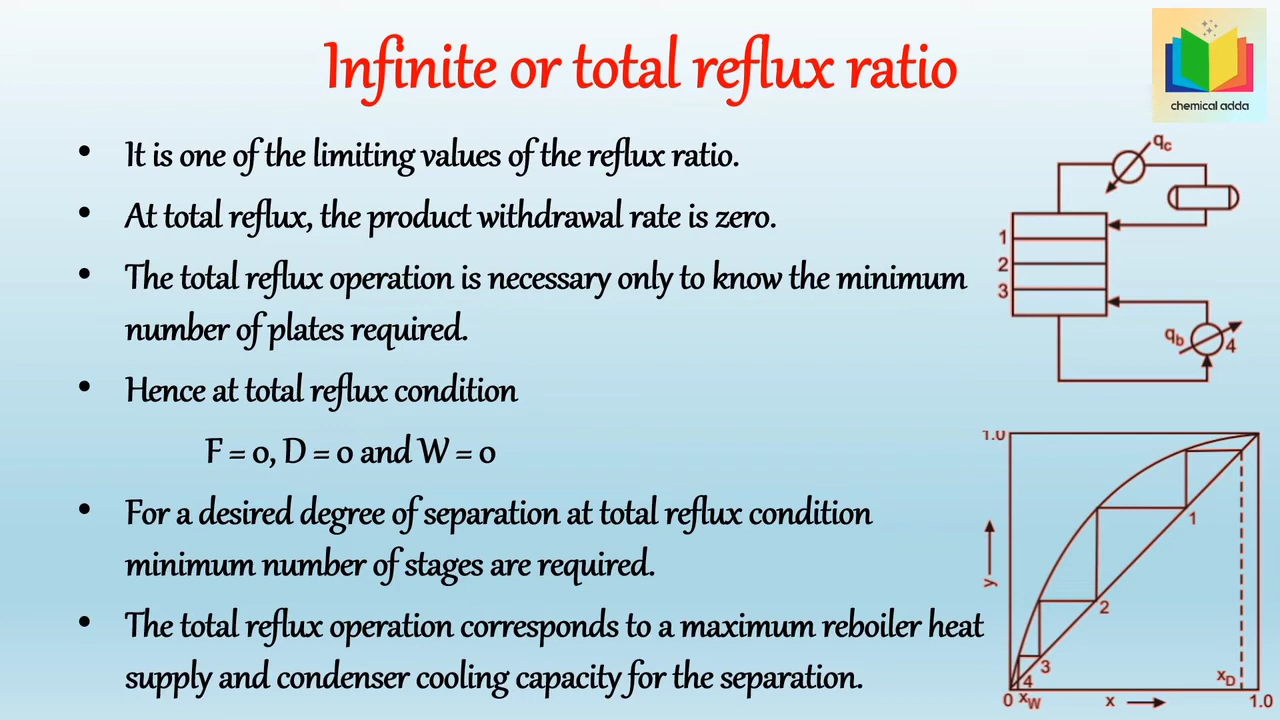 Infinite or total reflux ratio
chemical adda
• It is one of the limiting values of the reflux ratio.
• At total reflux, the product withdrawal rate is zero.
• The total reflux operation is necessary only to know the minimum
number of plates required.
• Hence at total reflux condition
F = 0, D = 0 and W = 0
• For a desired degree of separation at total reflux condition
minimum number of stages are required.
• The total reflux operation corresponds to a maximum reboiler heat
supply and condenser cooling capacity for the separation.
qc
1
2
3
qb
4
1.0
y
1
2
3
4
xD
0 xW x 1.0